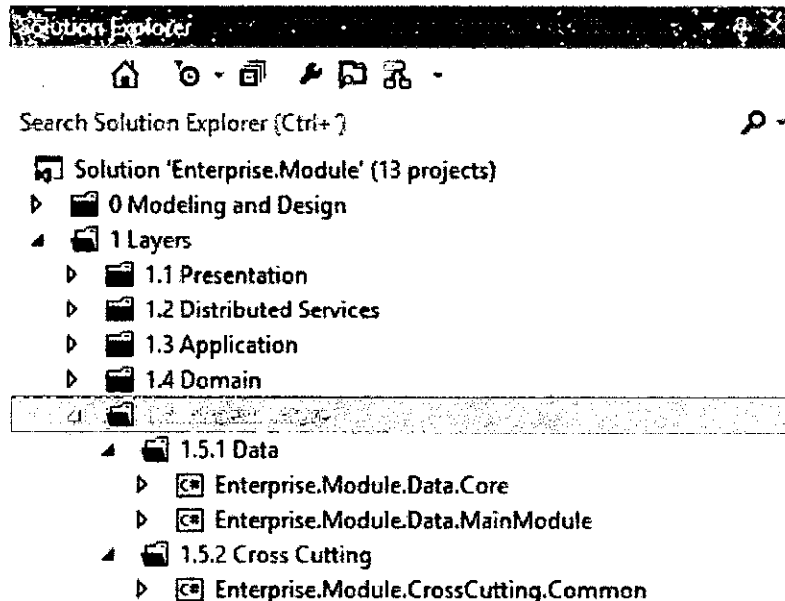 Solution Explorer
Search Solution Explorer (Ctrl+
Solution 'Enterprise.Module' (13 projects)
0 Modeling and Design
1 Layers
1.1 Presentation
1.2 Distributed Services
1.3 Application
1.4 Domain
1.5.1 Data
C# Enterprise.Module.Data.Core
C# Enterprise.Module.Data.MainModule
1.5.2 Cross Cutting
C# Enterprise.Module.CrossCutting.Common